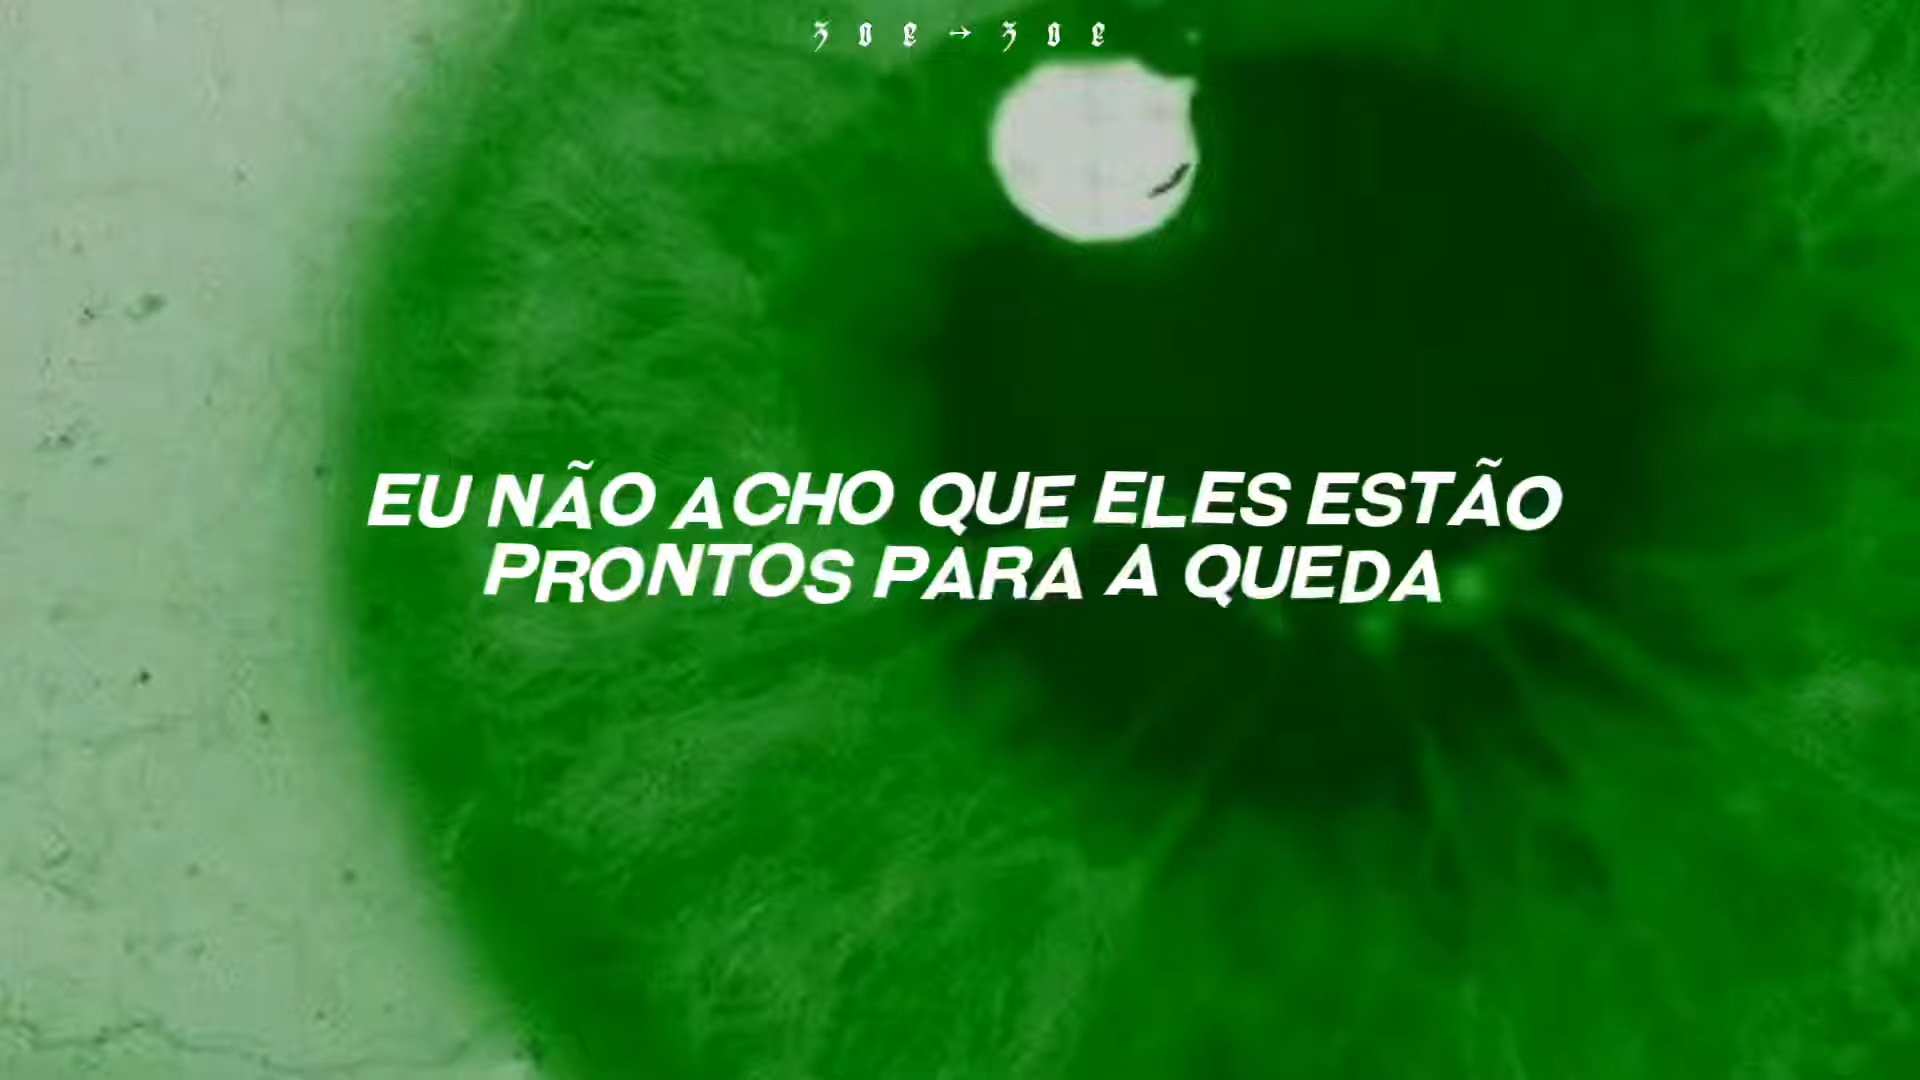 𝖟 𝖔 𝖊 → 𝖟 𝖔 𝖊
EU NÃO ACHO QUE ELES ESTÃO
PRONTOS PARA A QUEDA